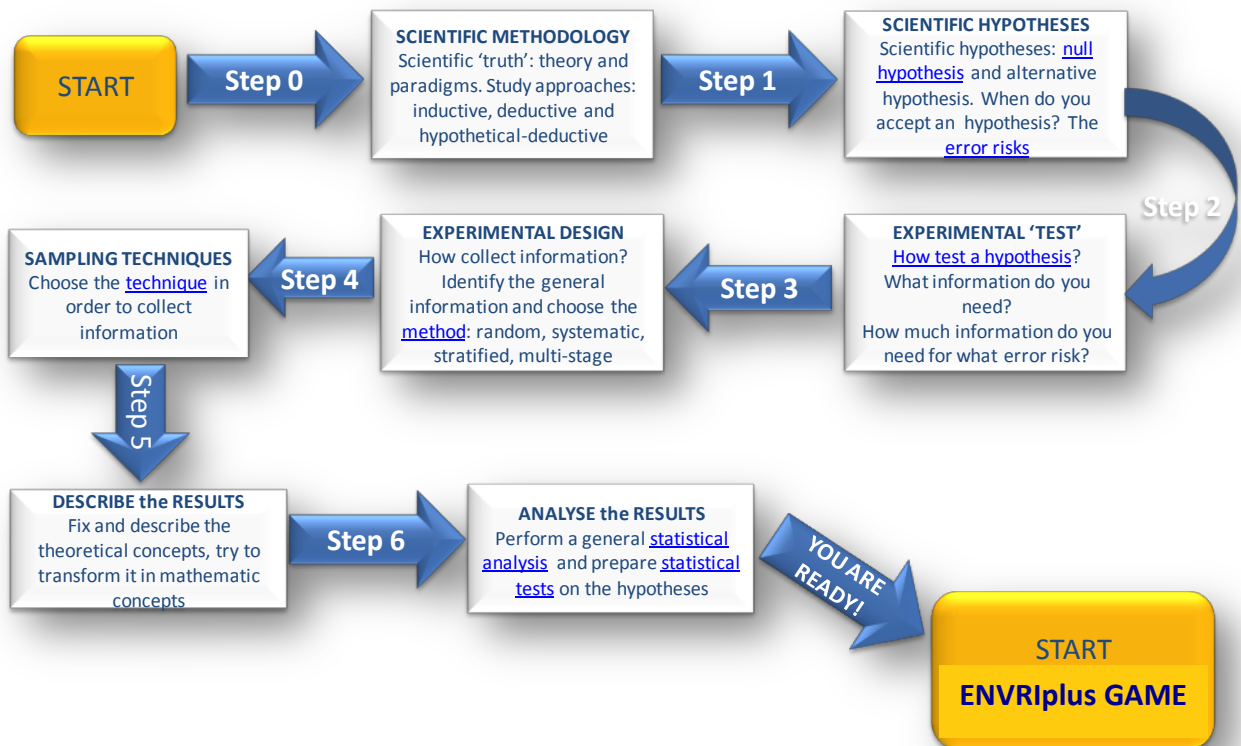 START
Step 0
SCIENTIFIC METHODOLOGY
Scientific ‘truth’: theory and
paradigms. Study approaches:
inductive, deductive and
hypothetical-deductive
Step 1
SCIENTIFIC HYPOTHESES
Scientific hypotheses: null
hypothesis and alternative
hypothesis. When do you
accept an hypothesis? The
error risks
Step 2
EXPERIMENTAL ‘TEST’
How test a hypothesis?
What information do you
need?
How much information do you
need for what error risk?
Step 3
EXPERIMENTAL DESIGN
How collect information?
Identify the general
information and choose the
method: random, systematic,
stratified, multi-stage
Step 4
SAMPLING TECHNIQUES
Choose the technique in
order to collect
information
Step 5
DESCRIBE the RESULTS
Fix and describe the
theoretical concepts, try to
transform it in mathematic
concepts
Step 6
ANALYSE the RESULTS
Perform a general statistical
analysis and prepare statistical
tests on the hypotheses
YOU ARE
READY!
START
ENVRIplus GAME